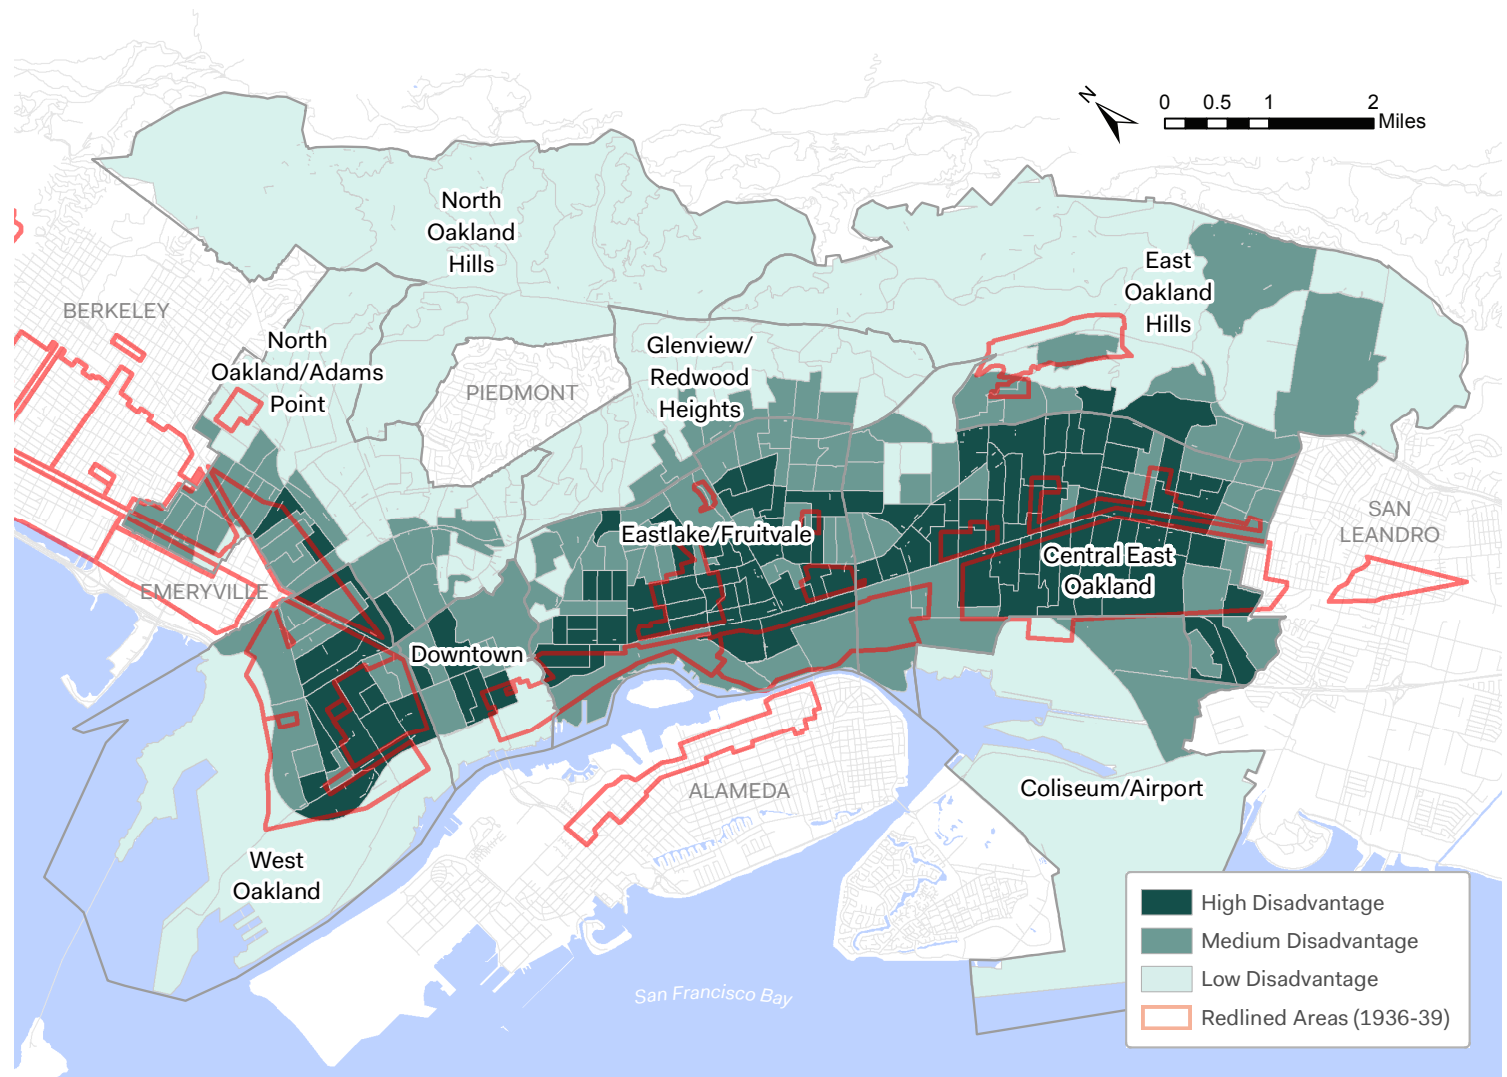 N
0 0.5 1 2
Miles
North
Oakland
Hills
East
Oakland
Hills
BERKELEY
North
Oakland/Adams
Point
Glenview/
Redwood
Heights
PIEDMONT
SAN
LEANDRO
Eastlake/Fruitvale
Central East
Oakland
EMERYVILLE
Downtown
Coliseum/Airport
ALAMEDA
West
Oakland
San Francisco Bay
High Disadvantage
Medium Disadvantage
Low Disadvantage
Redlined Areas (1936-39)